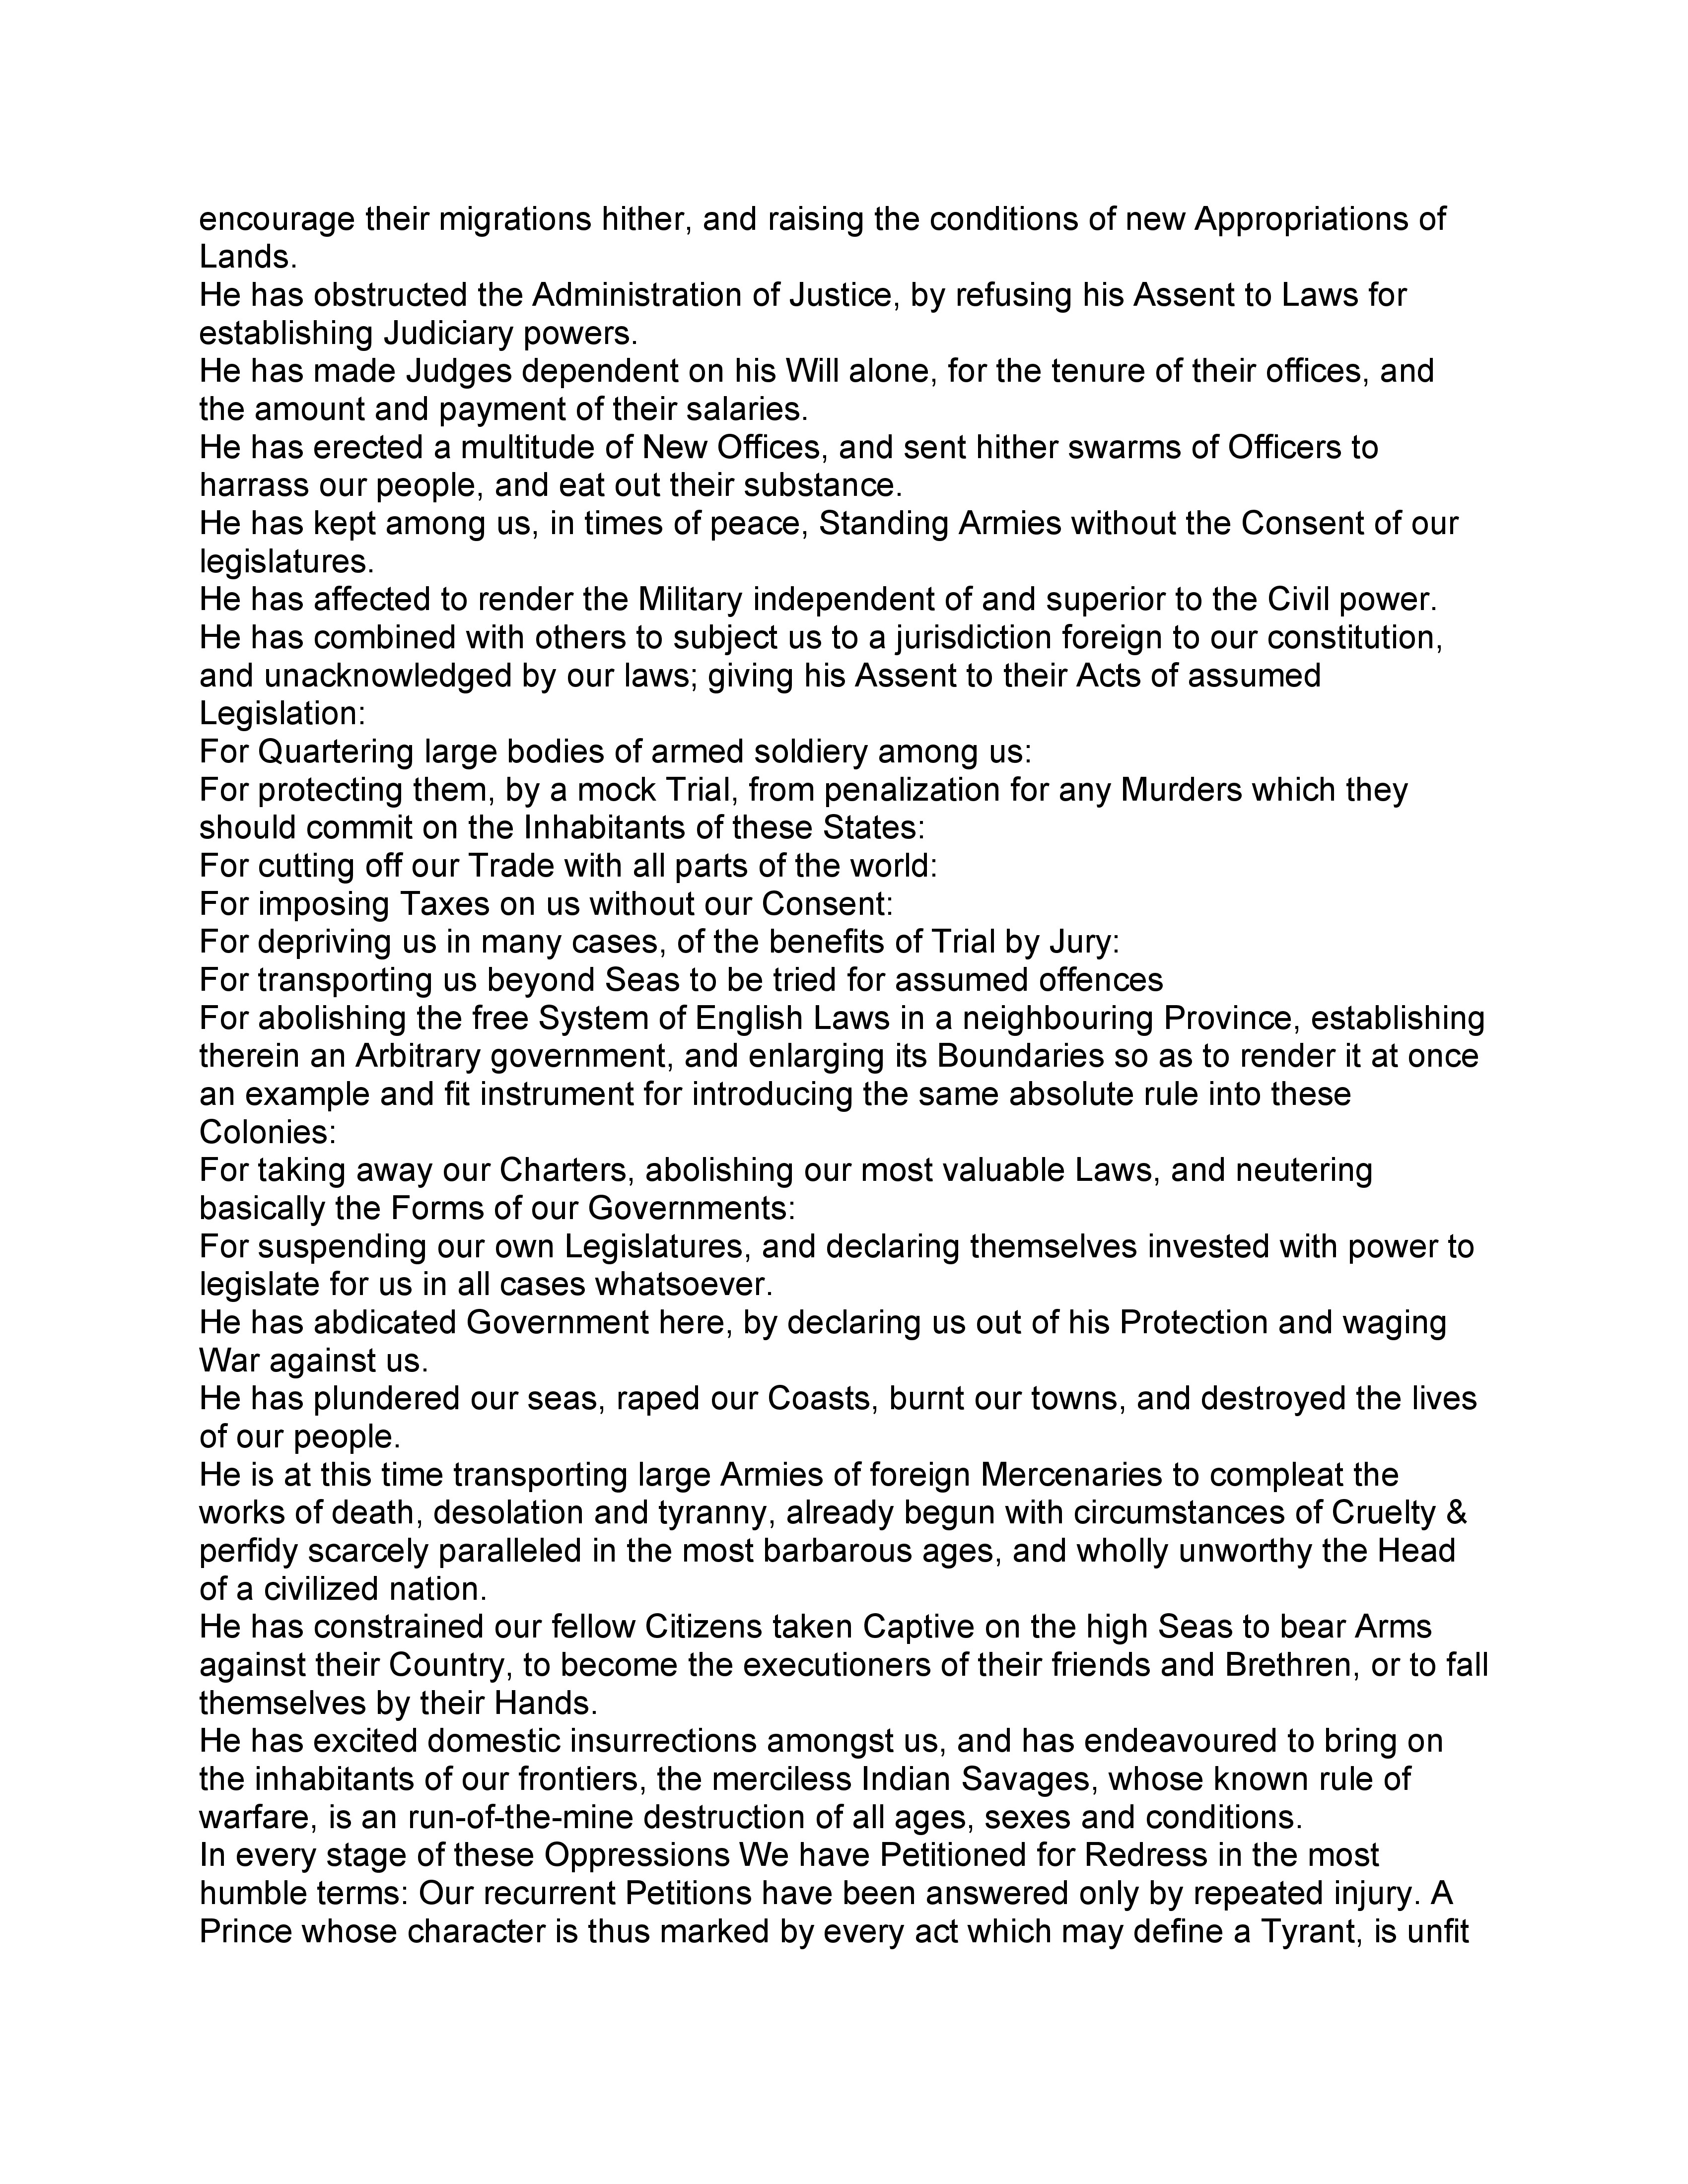 encourage their migrations hither, and raising the conditions of new Appropriations of
Lands.
He has obstructed the Administration of Justice, by refusing his Assent to Laws for
establishing Judiciary powers.
He has made Judges dependent on his Will alone, for the tenure of their offices, and
the amount and payment of their salaries.
He has erected a multitude of New Offices, and sent hither swarms of Officers to
harrass our people, and eat out their substance.
He has kept among us, in times of peace, Standing Armies without the Consent of our
legislatures.
He has affected to render the Military independent of and superior to the Civil power.
He has combined with others to subject us to a jurisdiction foreign to our constitution,
and unacknowledged by our laws; giving his Assent to their Acts of assumed
Legislation:
For Quartering large bodies of armed soldiery among us:
For protecting them, by a mock Trial, from penalization for any Murders which they
should commit on the Inhabitants of these States:
For cutting off our Trade with all parts of the world:
For imposing Taxes on us without our Consent:
For depriving us in many cases, of the benefits of Trial by Jury:
For transporting us beyond Seas to be tried for assumed offences
For abolishing the free System of English Laws in a neighbouring Province, establishing
therein an Arbitrary government, and enlarging its Boundaries so as to render it at once
an example and fit instrument for introducing the same absolute rule into these
Colonies:
For taking away our Charters, abolishing our most valuable Laws, and neutering
basically the Forms of our Governments:
For suspending our own Legislatures, and declaring themselves invested with power to
legislate for us in all cases whatsoever.
He has abdicated Government here, by declaring us out of his Protection and waging
War against us.
He has plundered our seas, raped our Coasts, burnt our towns, and destroyed the lives
of our people.
He is at this time transporting large Armies of foreign Mercenaries to compleat the
works of death, desolation and tyranny, already begun with circumstances of Cruelty &
perfidy scarcely paralleled in the most barbarous ages, and wholly unworthy the Head
of a civilized nation.
He has constrained our fellow Citizens taken Captive on the high Seas to bear Arms
against their Country, to become the executioners of their friends and Brethren, or to fall
themselves by their Hands.
He has excited domestic insurrections amongst us, and has endeavoured to bring on
the inhabitants of our frontiers, the merciless Indian Savages, whose known rule of
warfare, is an run-of-the-mine destruction of all ages, sexes and conditions.
In every stage of these Oppressions We have Petitioned for Redress in the most
humble terms: Our recurrent Petitions have been answered only by repeated injury. A
Prince whose character is thus marked by every act which may define a Tyrant, is unfit